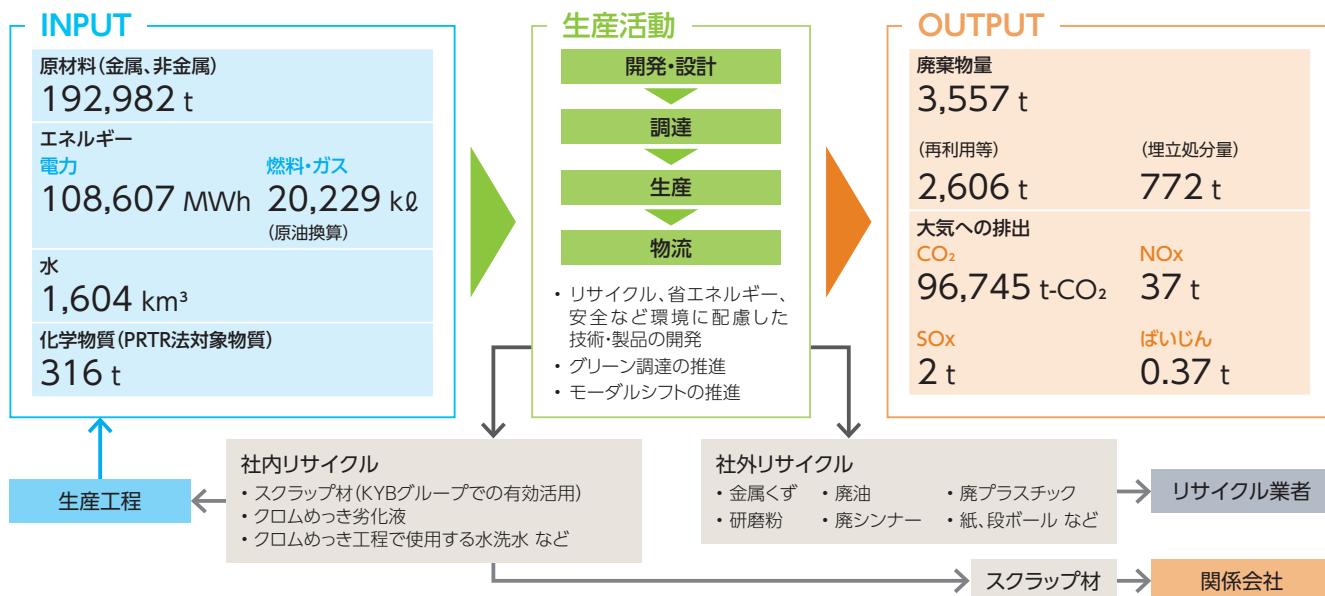 INPUT
原材料（金属、非金属）
192,982 t
エネルギー
電力
108,607 MWh
燃料・ガス
20,229 kℓ
（原油換算）
水
1,604 km³
化学物質（PRTR法対象物質）
316 t
生産活動
開発・設計
調達
生産
物流
・リサイクル、省エネルギー、
安全など環境に配慮した
技術・製品の開発
・グリーン調達の推進
・モーダルシフトの推進
OUTPUT
廃棄物量
3,557 t
（再利用等）
2,606 t
（埋立処分量）
772 t
大気への排出
CO₂
96,745 t-CO₂
NOx
37 t
SOx
2 t
ばいじん
0.37 t
生産工程
社内リサイクル
・スクラップ材（KYBグループでの有効活用）
・クロムめっき劣化液
・クロムめっき工程で使用する水洗水 など
社外リサイクル
・金属くず ・廃油 ・廃プラスチック
・研磨粉 ・廃シンナー ・紙、段ボール など
リサイクル業者
スクラップ材
関係会社